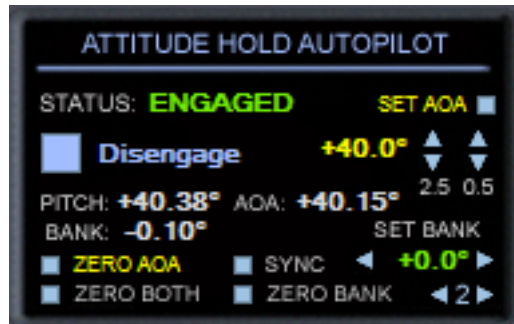 ATTITUDE HOLD AUTOPILOT
STATUS: ENGAGED SET AOA
Disengage +40.0°
2.5 0.5
PITCH: +40.38° AOA: +40.15°
BANK: -0.10° SET BANK
ZERO AOA SYNC +0.0°
ZERO BOTH ZERO BANK 2